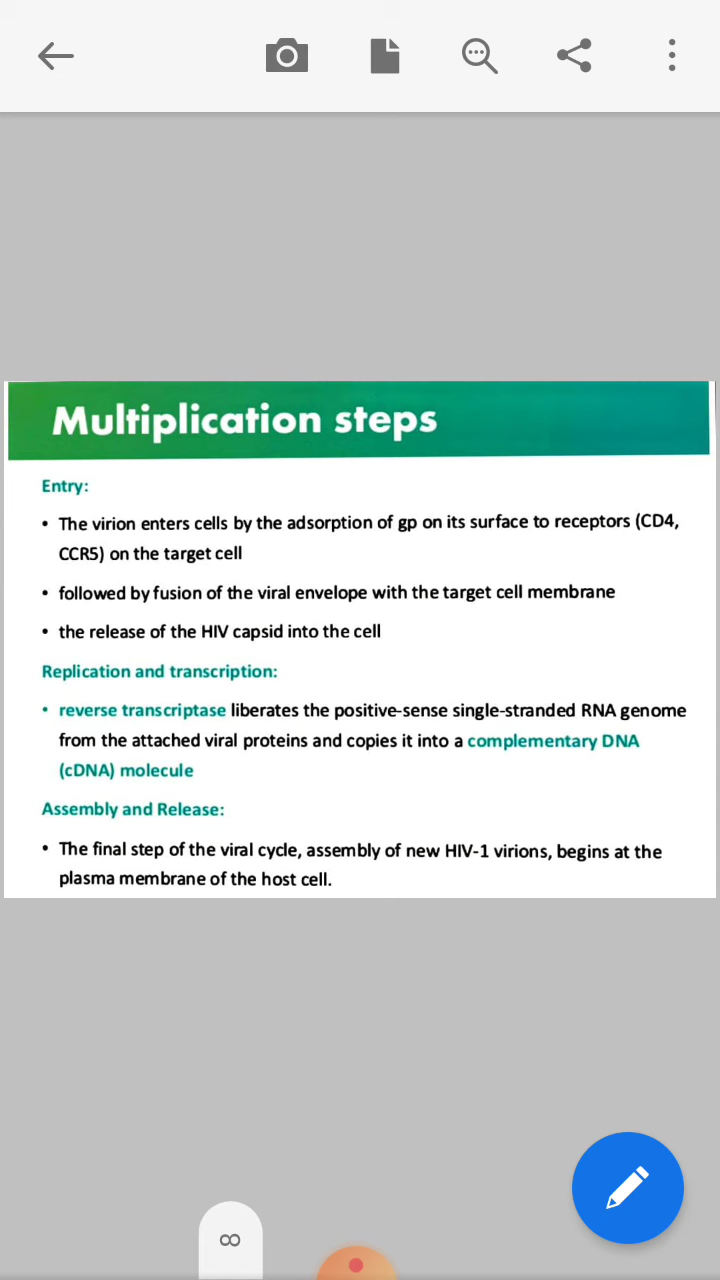 Multiplication steps
Entry:
• The virion enters cells by the adsorption of gp on its surface to receptors (CD4,
CCR5) on the target cell
• followed by fusion of the viral envelope with the target cell membrane
• the release of the HIV capsid into the cell
Replication and transcription:
• reverse transcriptase liberates the positive-sense single-stranded RNA genome
from the attached viral proteins and copies it into a complementary DNA
(cDNA) molecule
Assembly and Release:
• The final step of the viral cycle, assembly of new HIV-1 virions, begins at the
plasma membrane of the host cell.